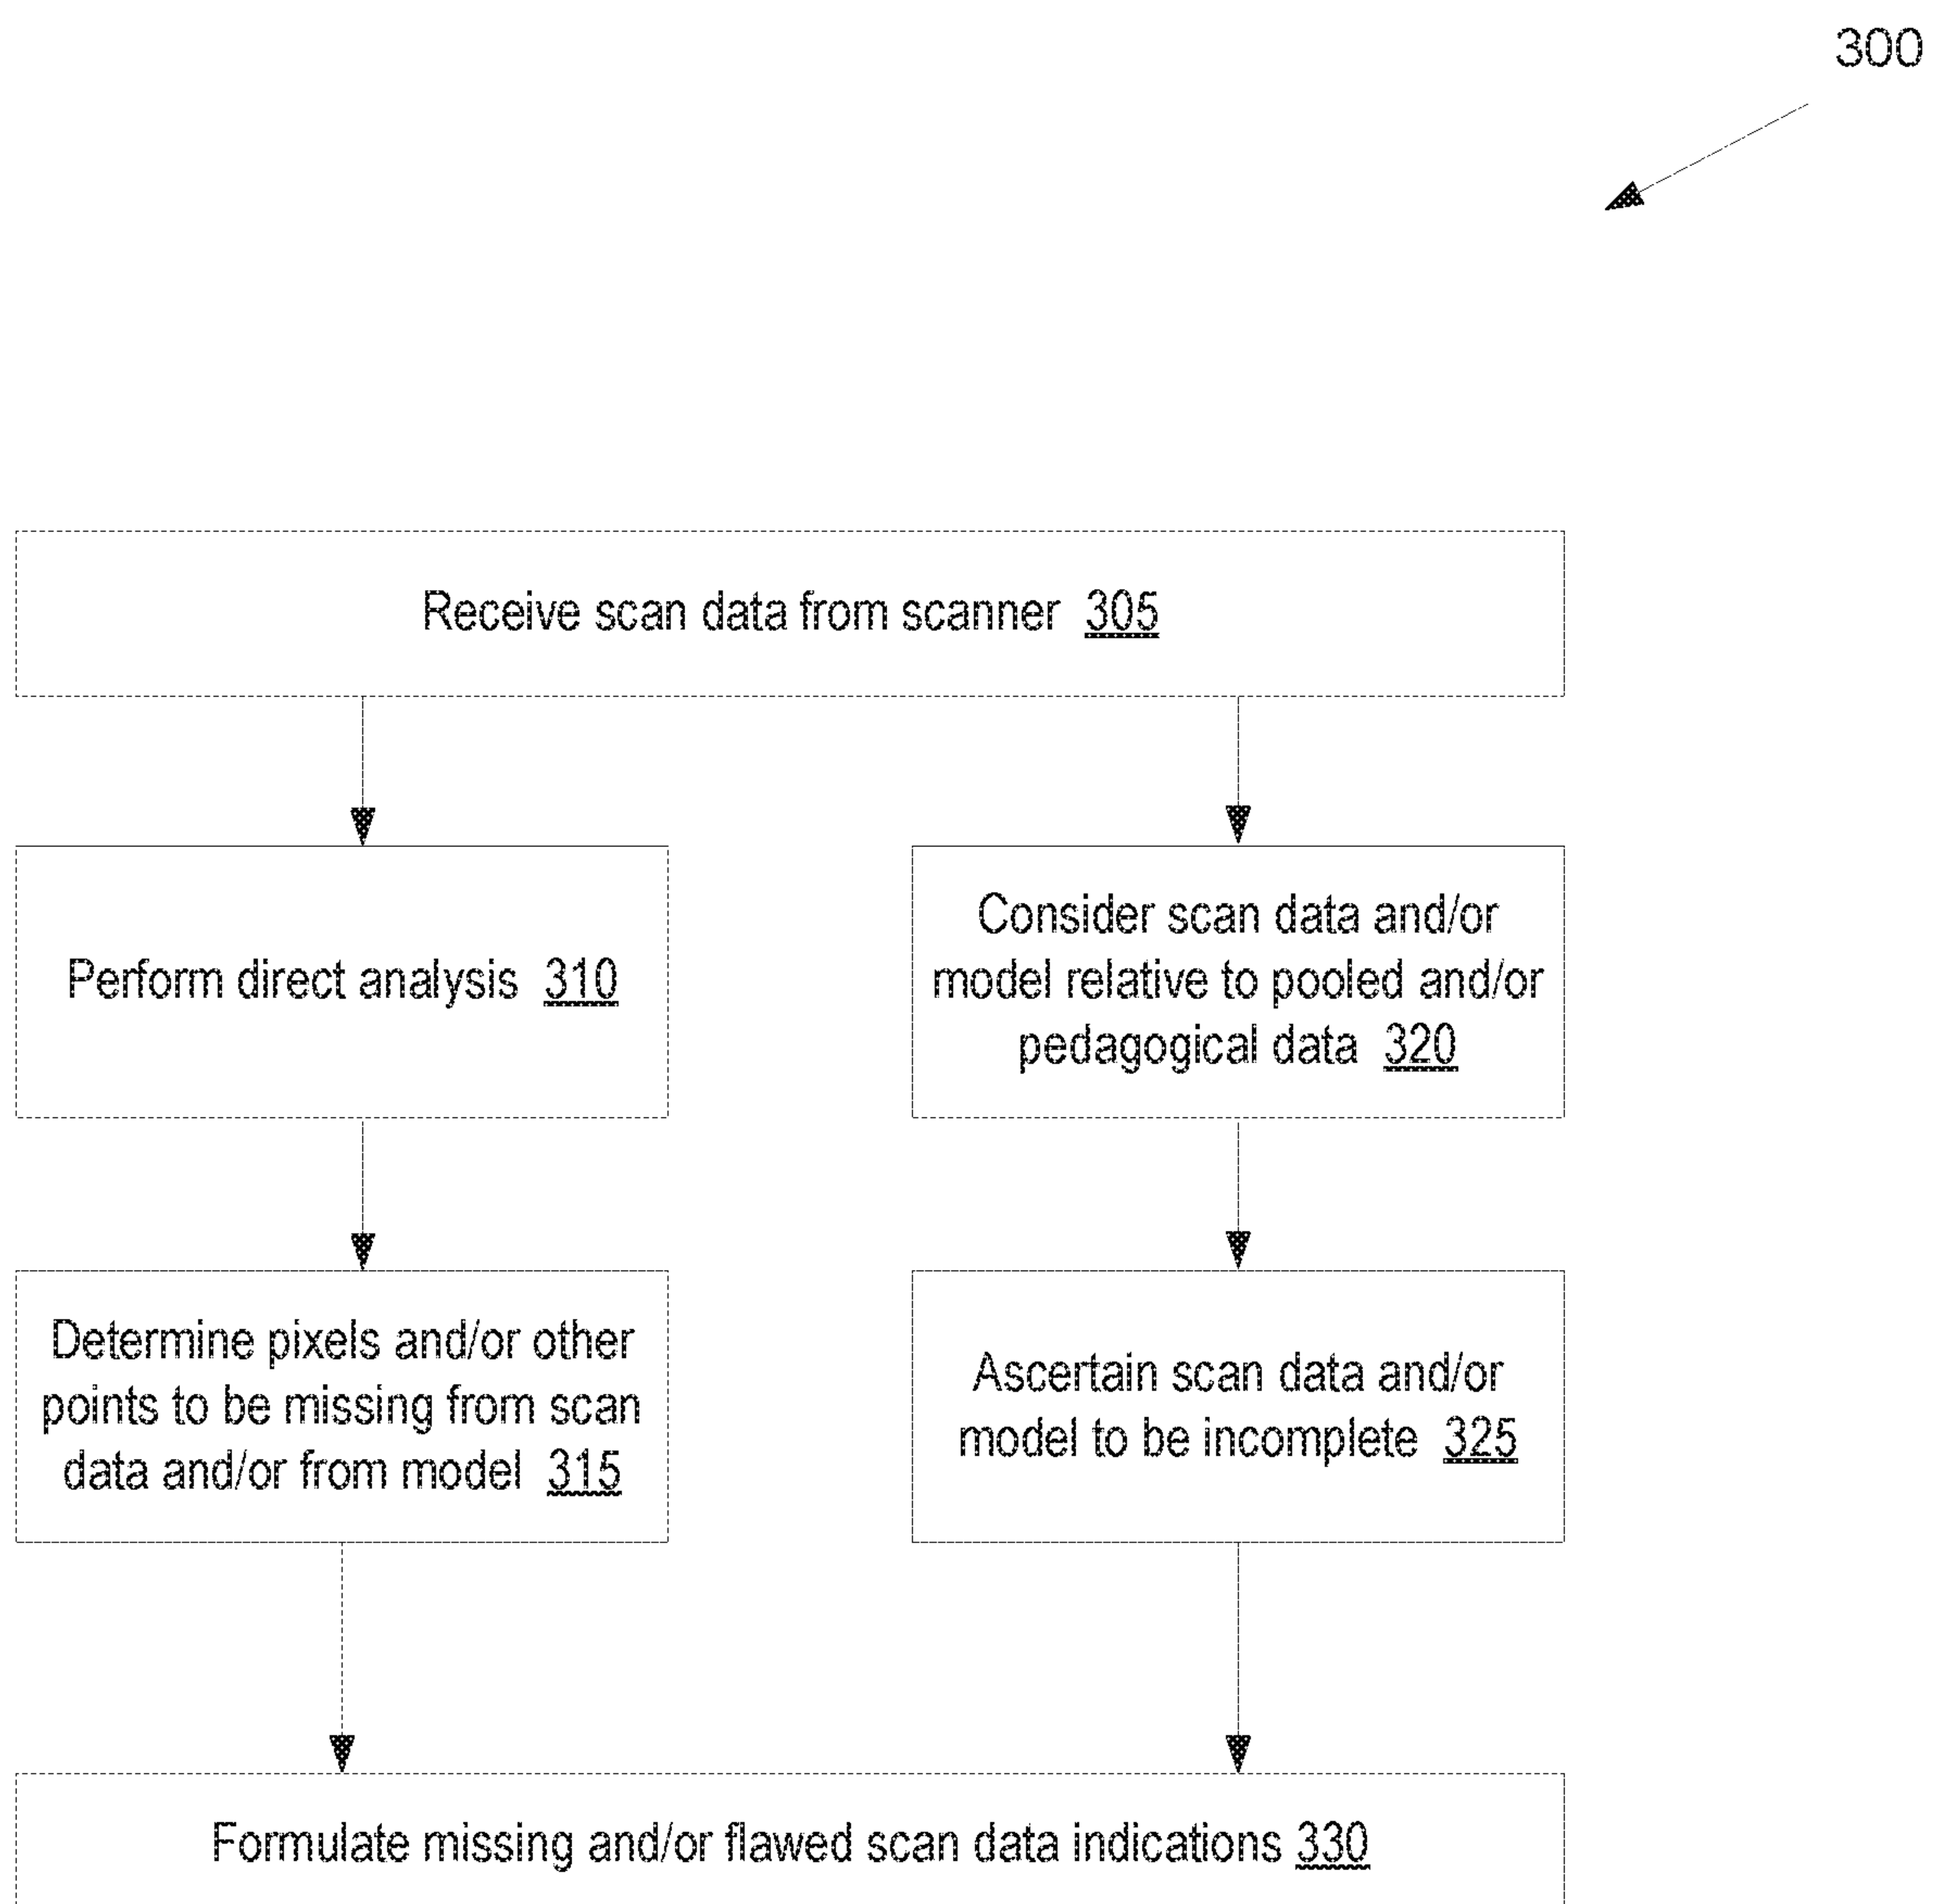 300
Receive scan data from scanner 305
Perform direct analysis 310
Consider scan data and/or
model relative to pooled and/or
pedagogical data 320
Determine pixels and/or other
points to be missing from scan
data and/or from model 315
Ascertain scan data and/or
model to be incomplete 325
Formulate missing and/or flawed scan data indications 330